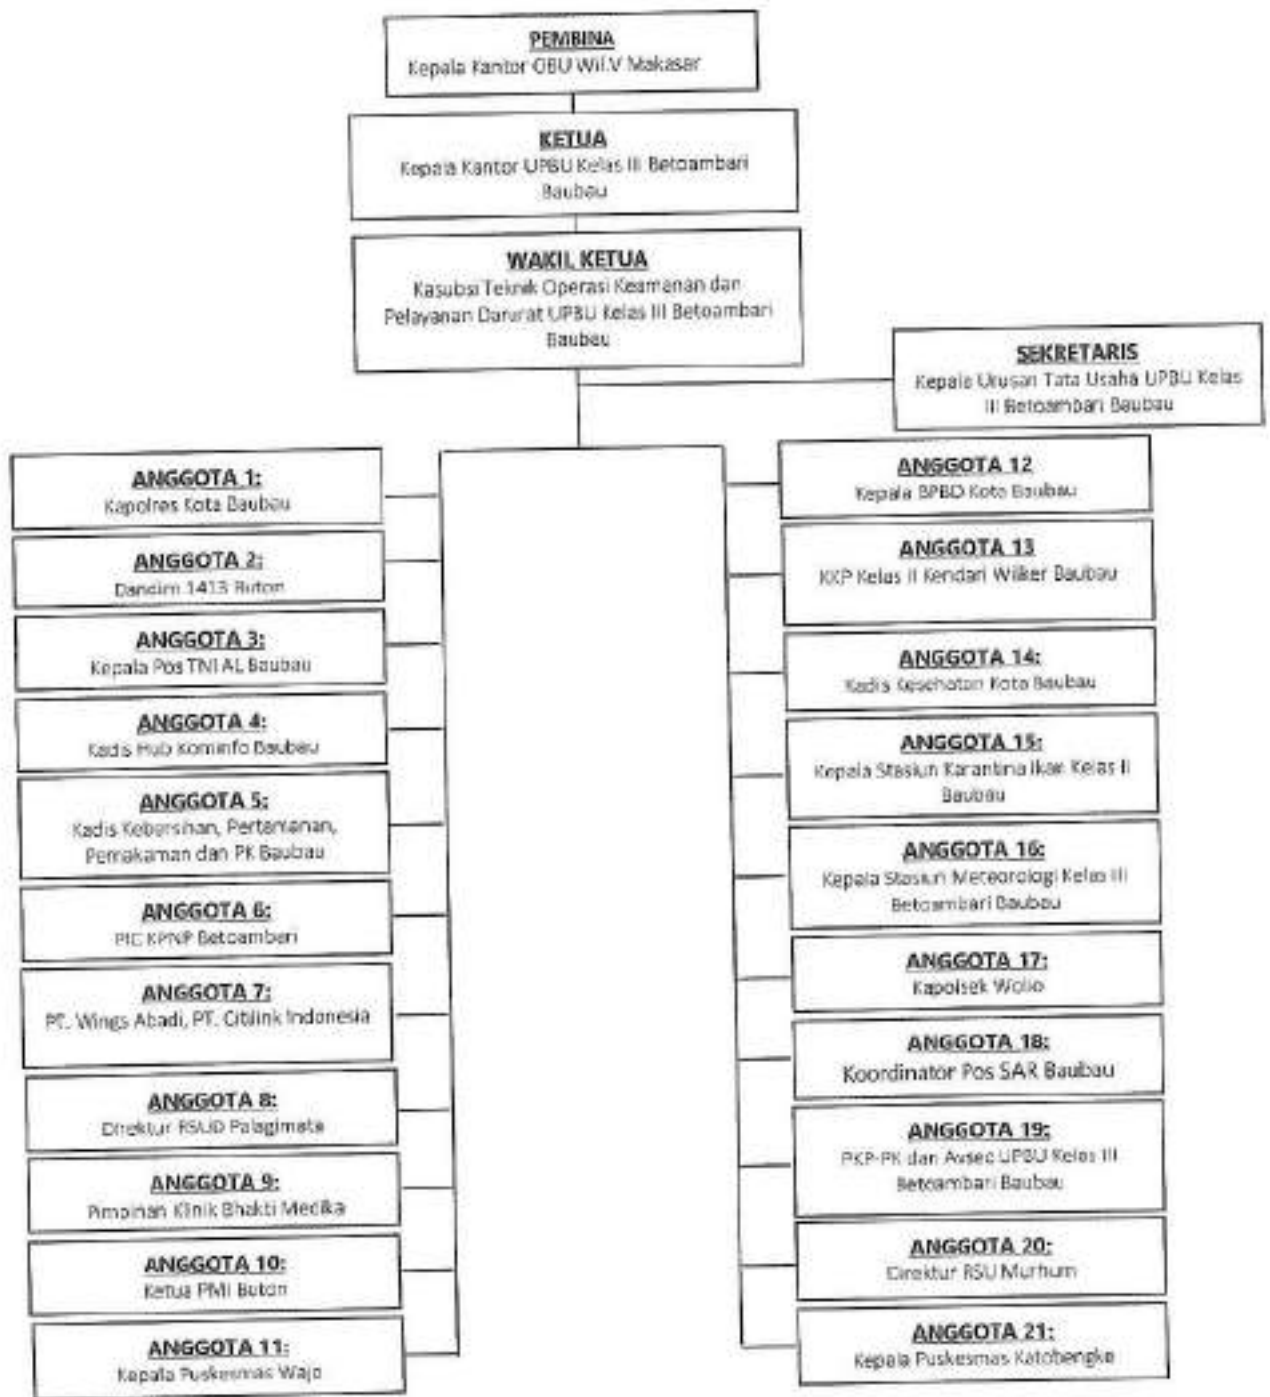 PEMBINA
Kepala Kantor OBU Wil.V Makasar
KETUA
Kepala Kantor UPBU Kelas III Betoambari
Baubau
WAKIL KETUA
Kasubsi Teknik Operasi Keamanan dan
Pelayanan Darurat UPBU Kelas III Betoambari
Baubau
SEKRETARIS
Kepala Urusan Tata Usaha UPBU Kelas
III Betoambari Baubau
ANGGOTA 1:
Kapolres Kota Baubau
ANGGOTA 2:
Dandim 1413 Buton
ANGGOTA 3:
Kepala Pos TNI AL Baubau
ANGGOTA 4:
Kadis Hub Kominfo Baubau
ANGGOTA 5:
Kadis Kebersihan, Pertamanan,
Pemakaman dan PK Baubau
ANGGOTA 6:
PIC KPNP Betoambari
ANGGOTA 7:
PT. Wings Abadi, PT. Citilink Indonesia
ANGGOTA 8:
Direktur RSUD Palagimata
ANGGOTA 9:
Pimpinan Klinik Bhakti Medika
ANGGOTA 10:
Ketua PMI Buton
ANGGOTA 11:
Kepala Puskesmas Wajo
ANGGOTA 12
Kepala BPBD Kota Baubau
ANGGOTA 13
KKP Kelas II Kendari Wilker Baubau
ANGGOTA 14:
Kadis Kesehatan Kota Baubau
ANGGOTA 15:
Kepala Stasiun Karantina Ikan Kelas II
Baubau
ANGGOTA 16:
Kepala Stasiun Meteorologi Kelas III
Betoambari Baubau
ANGGOTA 17:
Kapolsek Wolio
ANGGOTA 18:
Koordinator Pos SAR Baubau
ANGGOTA 19:
PKP-PK dan Avsec UPBU Kelas III
Betoambari Baubau
ANGGOTA 20:
Direktur RSU Murhum
ANGGOTA 21:
Kepala Puskesmas Katobengke